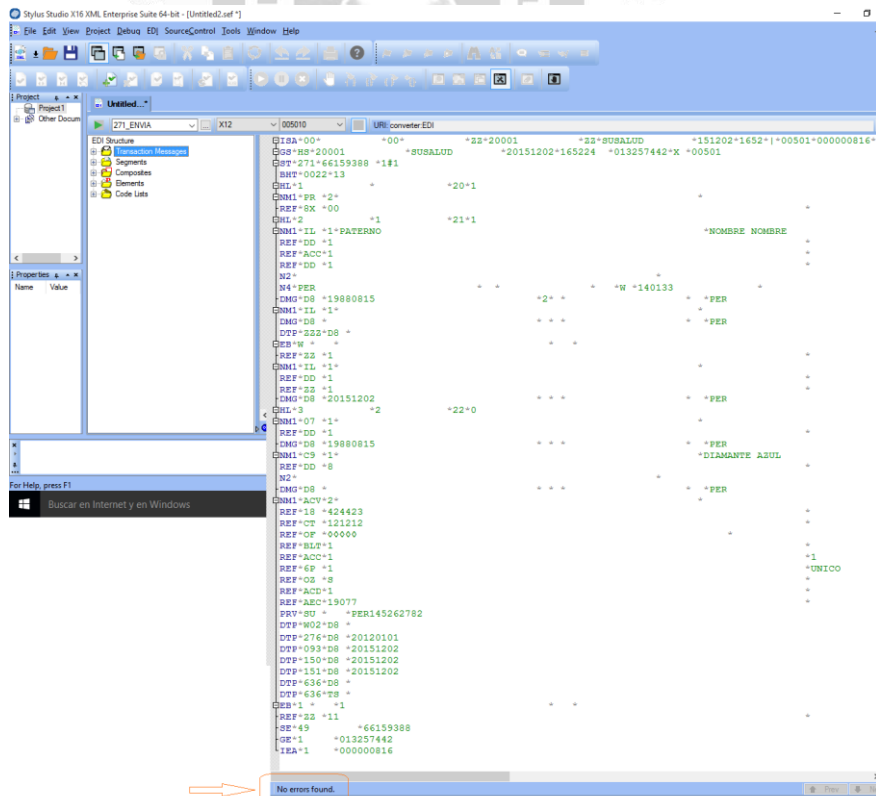 Stylus Studio X16 XML Enterprise Suite 64-bit - [Untitled2.sef *]
File Edit View Project Debug EDI SourceControl Tools Window Help
Project
Project1
Other Docum
Untitled...*
271_ENVIA X12 005010 URI: converter:EDI
EDI Structure
Transaction Messages
Segments
Composites
Elements
Code Lists
Properties
Name Value
For Help, press F1
Buscar en Internet y en Windows
ISA*00* *00* *ZZ*20001 *ZZ*SUSALUD *151202*1652*|*00501*000000816*
GS*HS*20001 *SUSALUD *20151202*165224 *013257442*X *00501
ST*271*66159388 *1#1
BHT*0022*13
HL*1 * *20*1
NM1*PR *2* *
REF*8X *00 *
HL*2 *1 *21*1
NM1*IL *1*PATERNO *NOMBRE NOMBRE
REF*DD *1 *
REF*ACC*1 *
REF*DD *1 *
N2* *
N4*PER * * * *W *140133 *
DMG*D8 *19880815 *2* * * *PER
NM1*IL *1* *
DMG*D8 * * * * * *PER
DTP*ZZZ*D8 *
EB*W * * * *
REF*ZZ *1 *
NM1*IL *1* *
REF*DD *1 *
REF*ZZ *1 *
DMG*D8 *20151202 * * * * *PER
HL*3 *2 *22*0
NM1*07 *1* *
REF*DD *1 *
DMG*D8 *19880815 * * * * *PER
NM1*C9 *1* *DIAMANTE AZUL
REF*DD *8 *
N2* *
DMG*D8 * * * * * *PER
NM1*ACV*2* *
REF*18 *424423 *
REF*CT *121212 *
REF*OF *00000 *
REF*BLT*1 *
REF*ACC*1 *1
REF*6P *1 *UNICO
REF*OZ *S *
REF*ACD*1 *
REF*AEC*19077 *
PRV*SU * *PER145262782
DTP*W02*D8 *
DTP*276*D8 *20120101
DTP*093*D8 *20151202
DTP*150*D8 *20151202
DTP*151*D8 *20151202
DTP*636*D8 *
DTP*636*TS *
EB*1 * *1 * *
REF*ZZ *11 *
SE*49 *66159388
GE*1 *013257442
IEA*1 *000000816
No errors found.
Prev